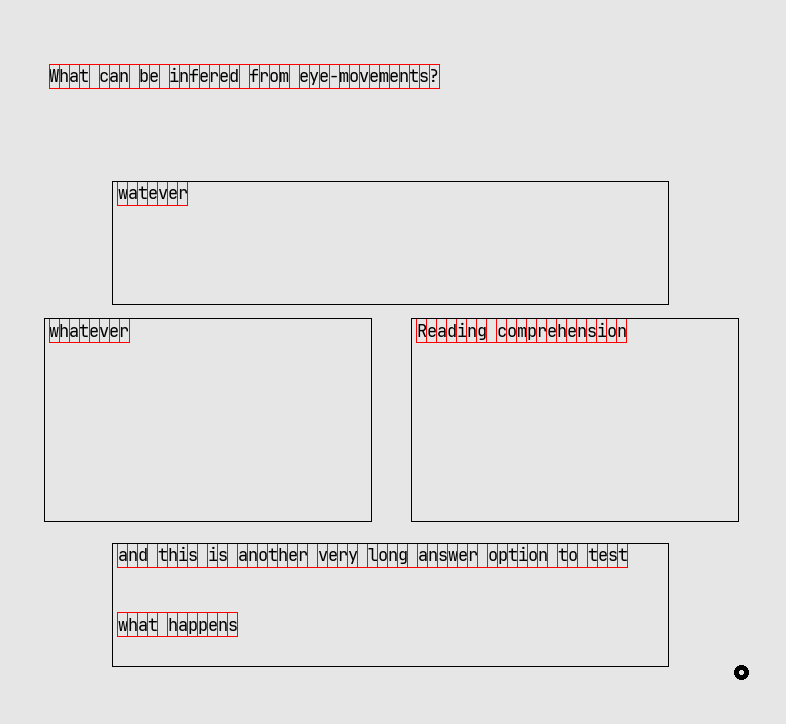 What can be infered from eye-movements?
watever
whatever
Reading comprehension
and this is another very long answer option to test
what happens